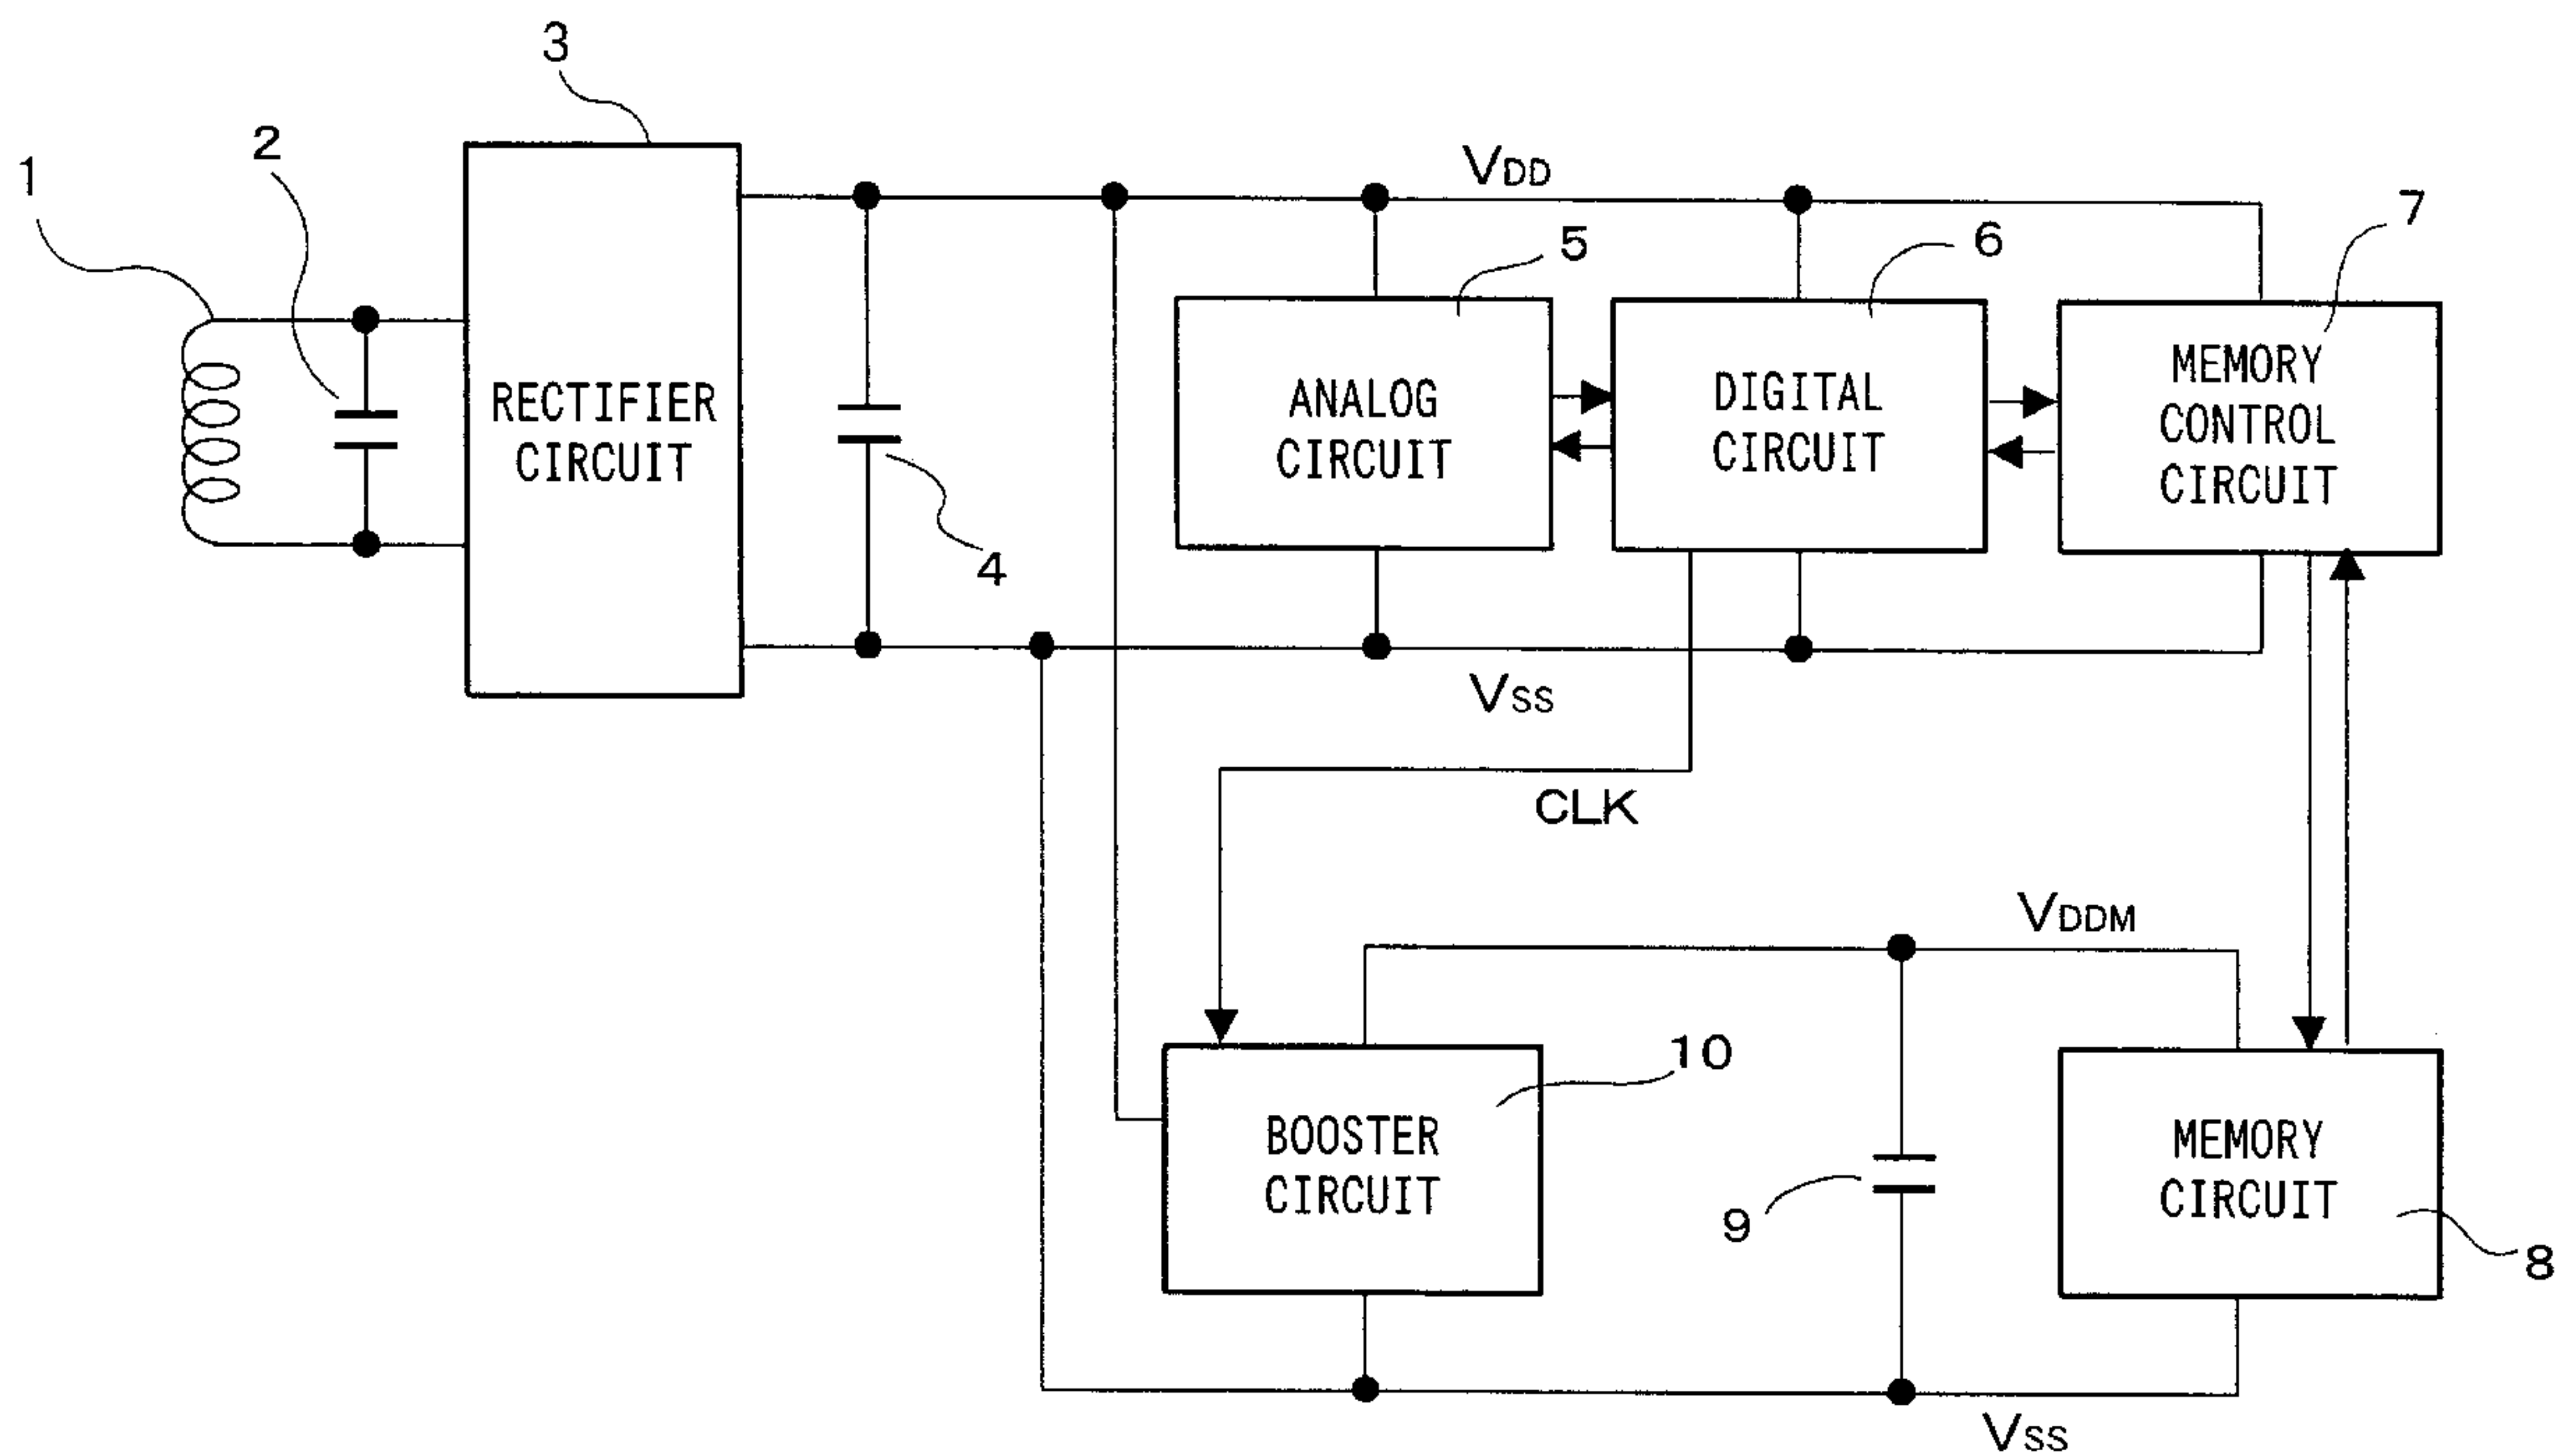 3
2
1
VDD
7
5
6
RECTIFIER
CIRCUIT
ANALOG
CIRCUIT
DIGITAL
CIRCUIT
MEMORY
CONTROL
CIRCUIT
4
VSS
CLK
VDDM
10
BOOSTER
CIRCUIT
9
MEMORY
CIRCUIT
8
VSS